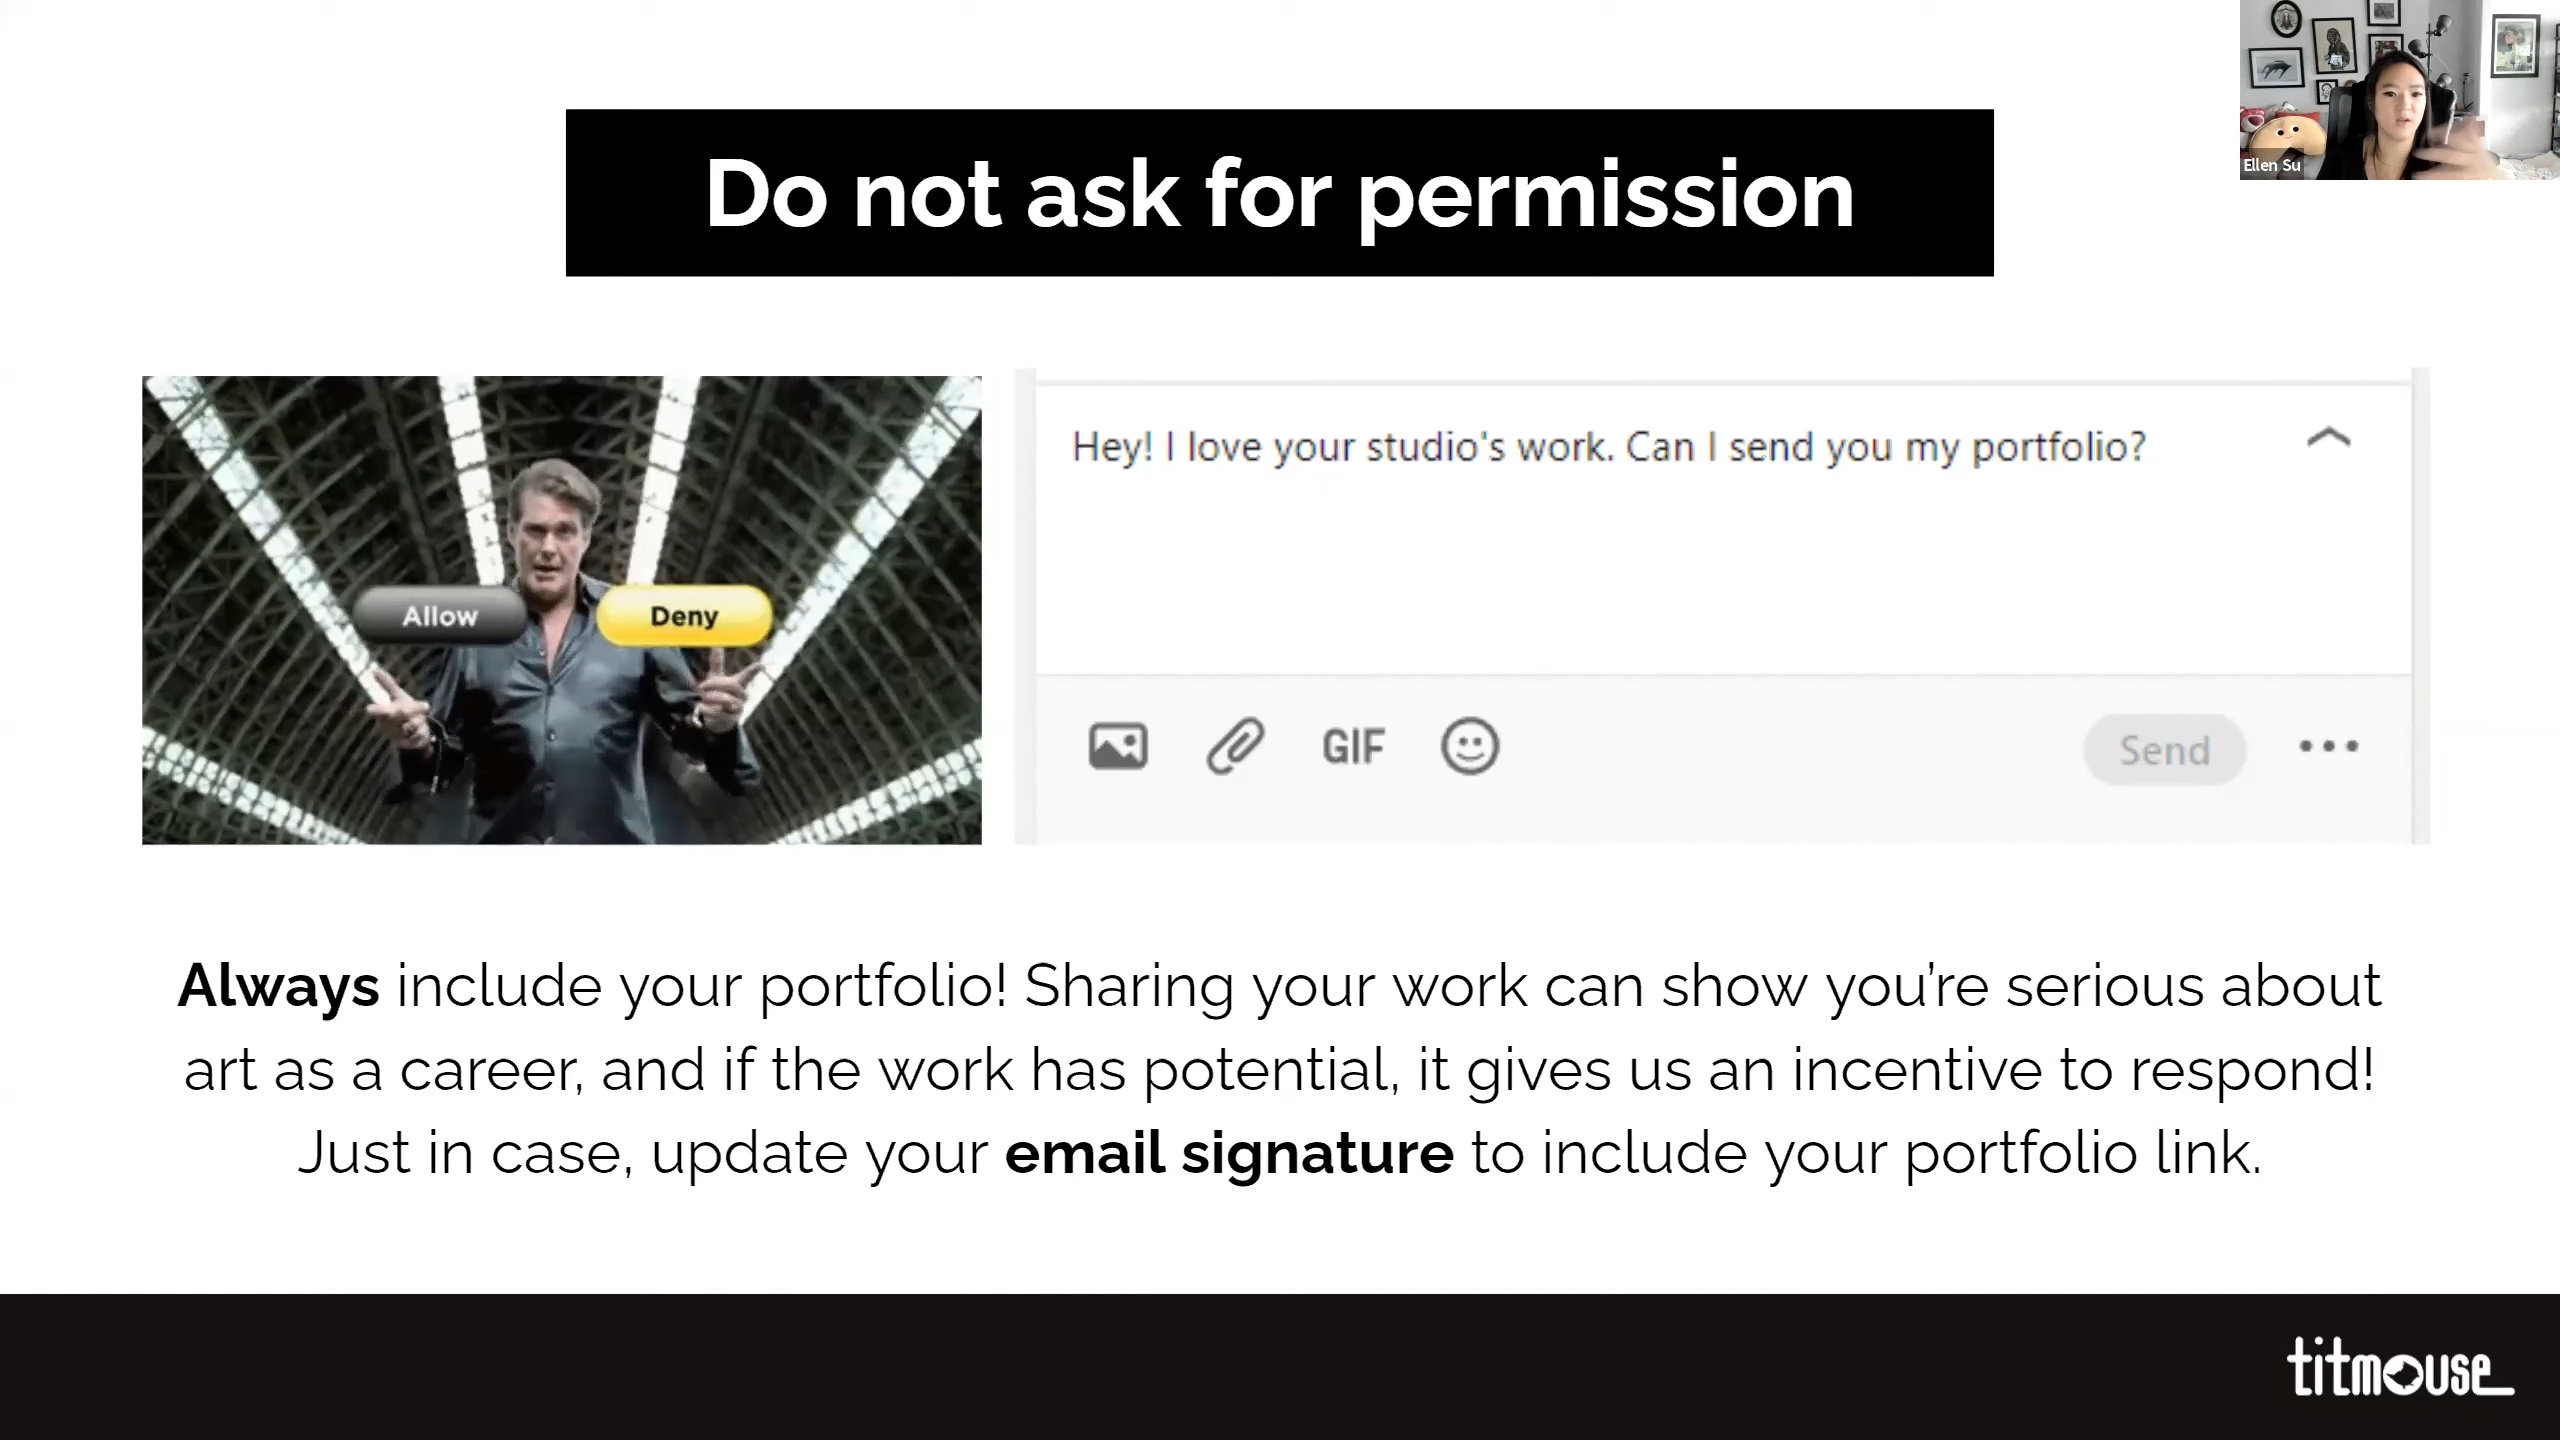 Do not ask for permission
Ellen Su
Allow
Deny
Hey! I love your studio's work. Can I send you my portfolio?
GIF
Send
Always include your portfolio! Sharing your work can show you’re serious about
art as a career, and if the work has potential, it gives us an incentive to respond!
Just in case, update your email signature to include your portfolio link.
titmouse